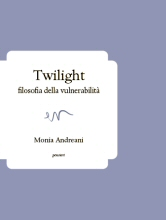 Twilight
filosofia della vulnerabilità
Monia Andreani